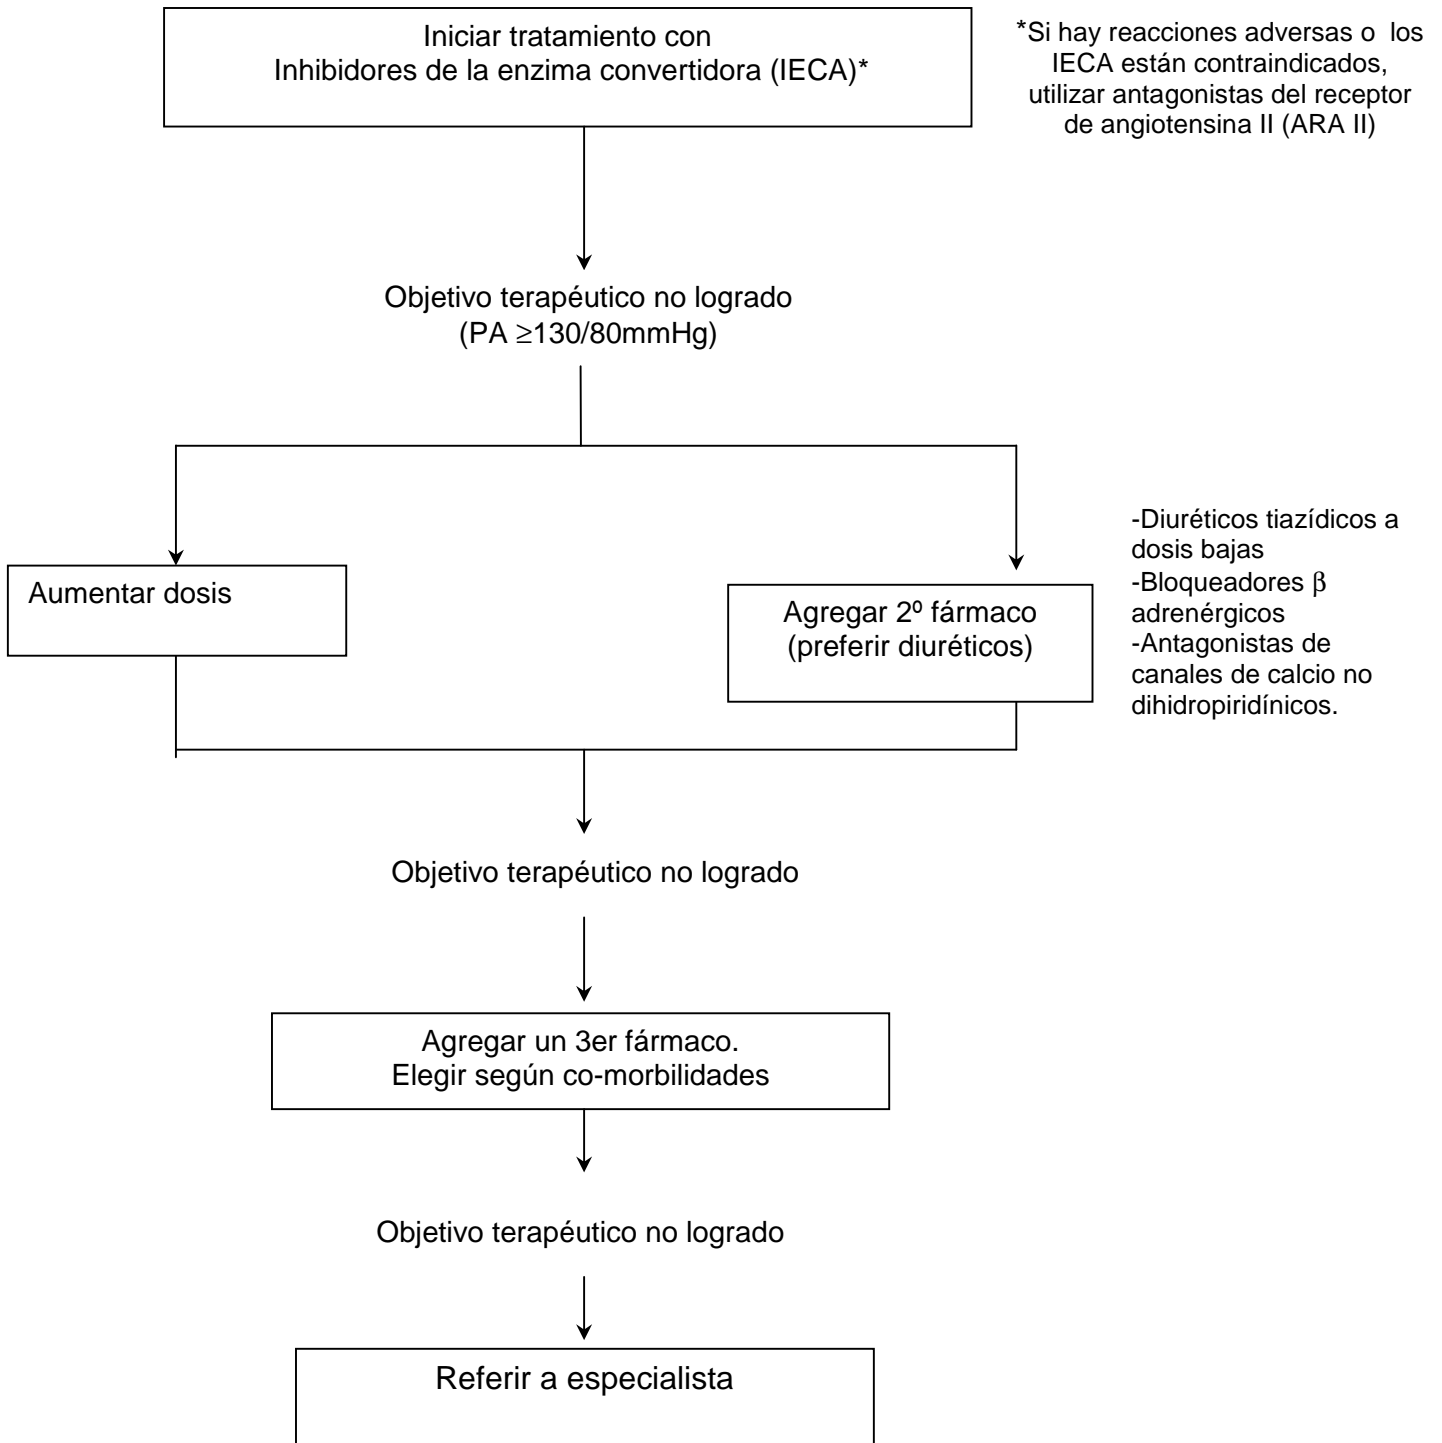 Iniciar tratamiento con
Inhibidores de la enzima convertidora (IECA)*
*Si hay reacciones adversas o los
IECA están contraindicados,
utilizar antagonistas del receptor
de angiotensina II (ARA II)
Objetivo terapéutico no logrado
(PA ≥130/80mmHg)
Aumentar dosis
Agregar 2º fármaco
(preferir diuréticos)
-Diuréticos tiazídicos a
dosis bajas
-Bloqueadores β
adrenérgicos
-Antagonistas de
canales de calcio no
dihidropiridínicos.
Objetivo terapéutico no logrado
Agregar un 3er fármaco.
Elegir según co-morbilidades
Objetivo terapéutico no logrado
Referir a especialista